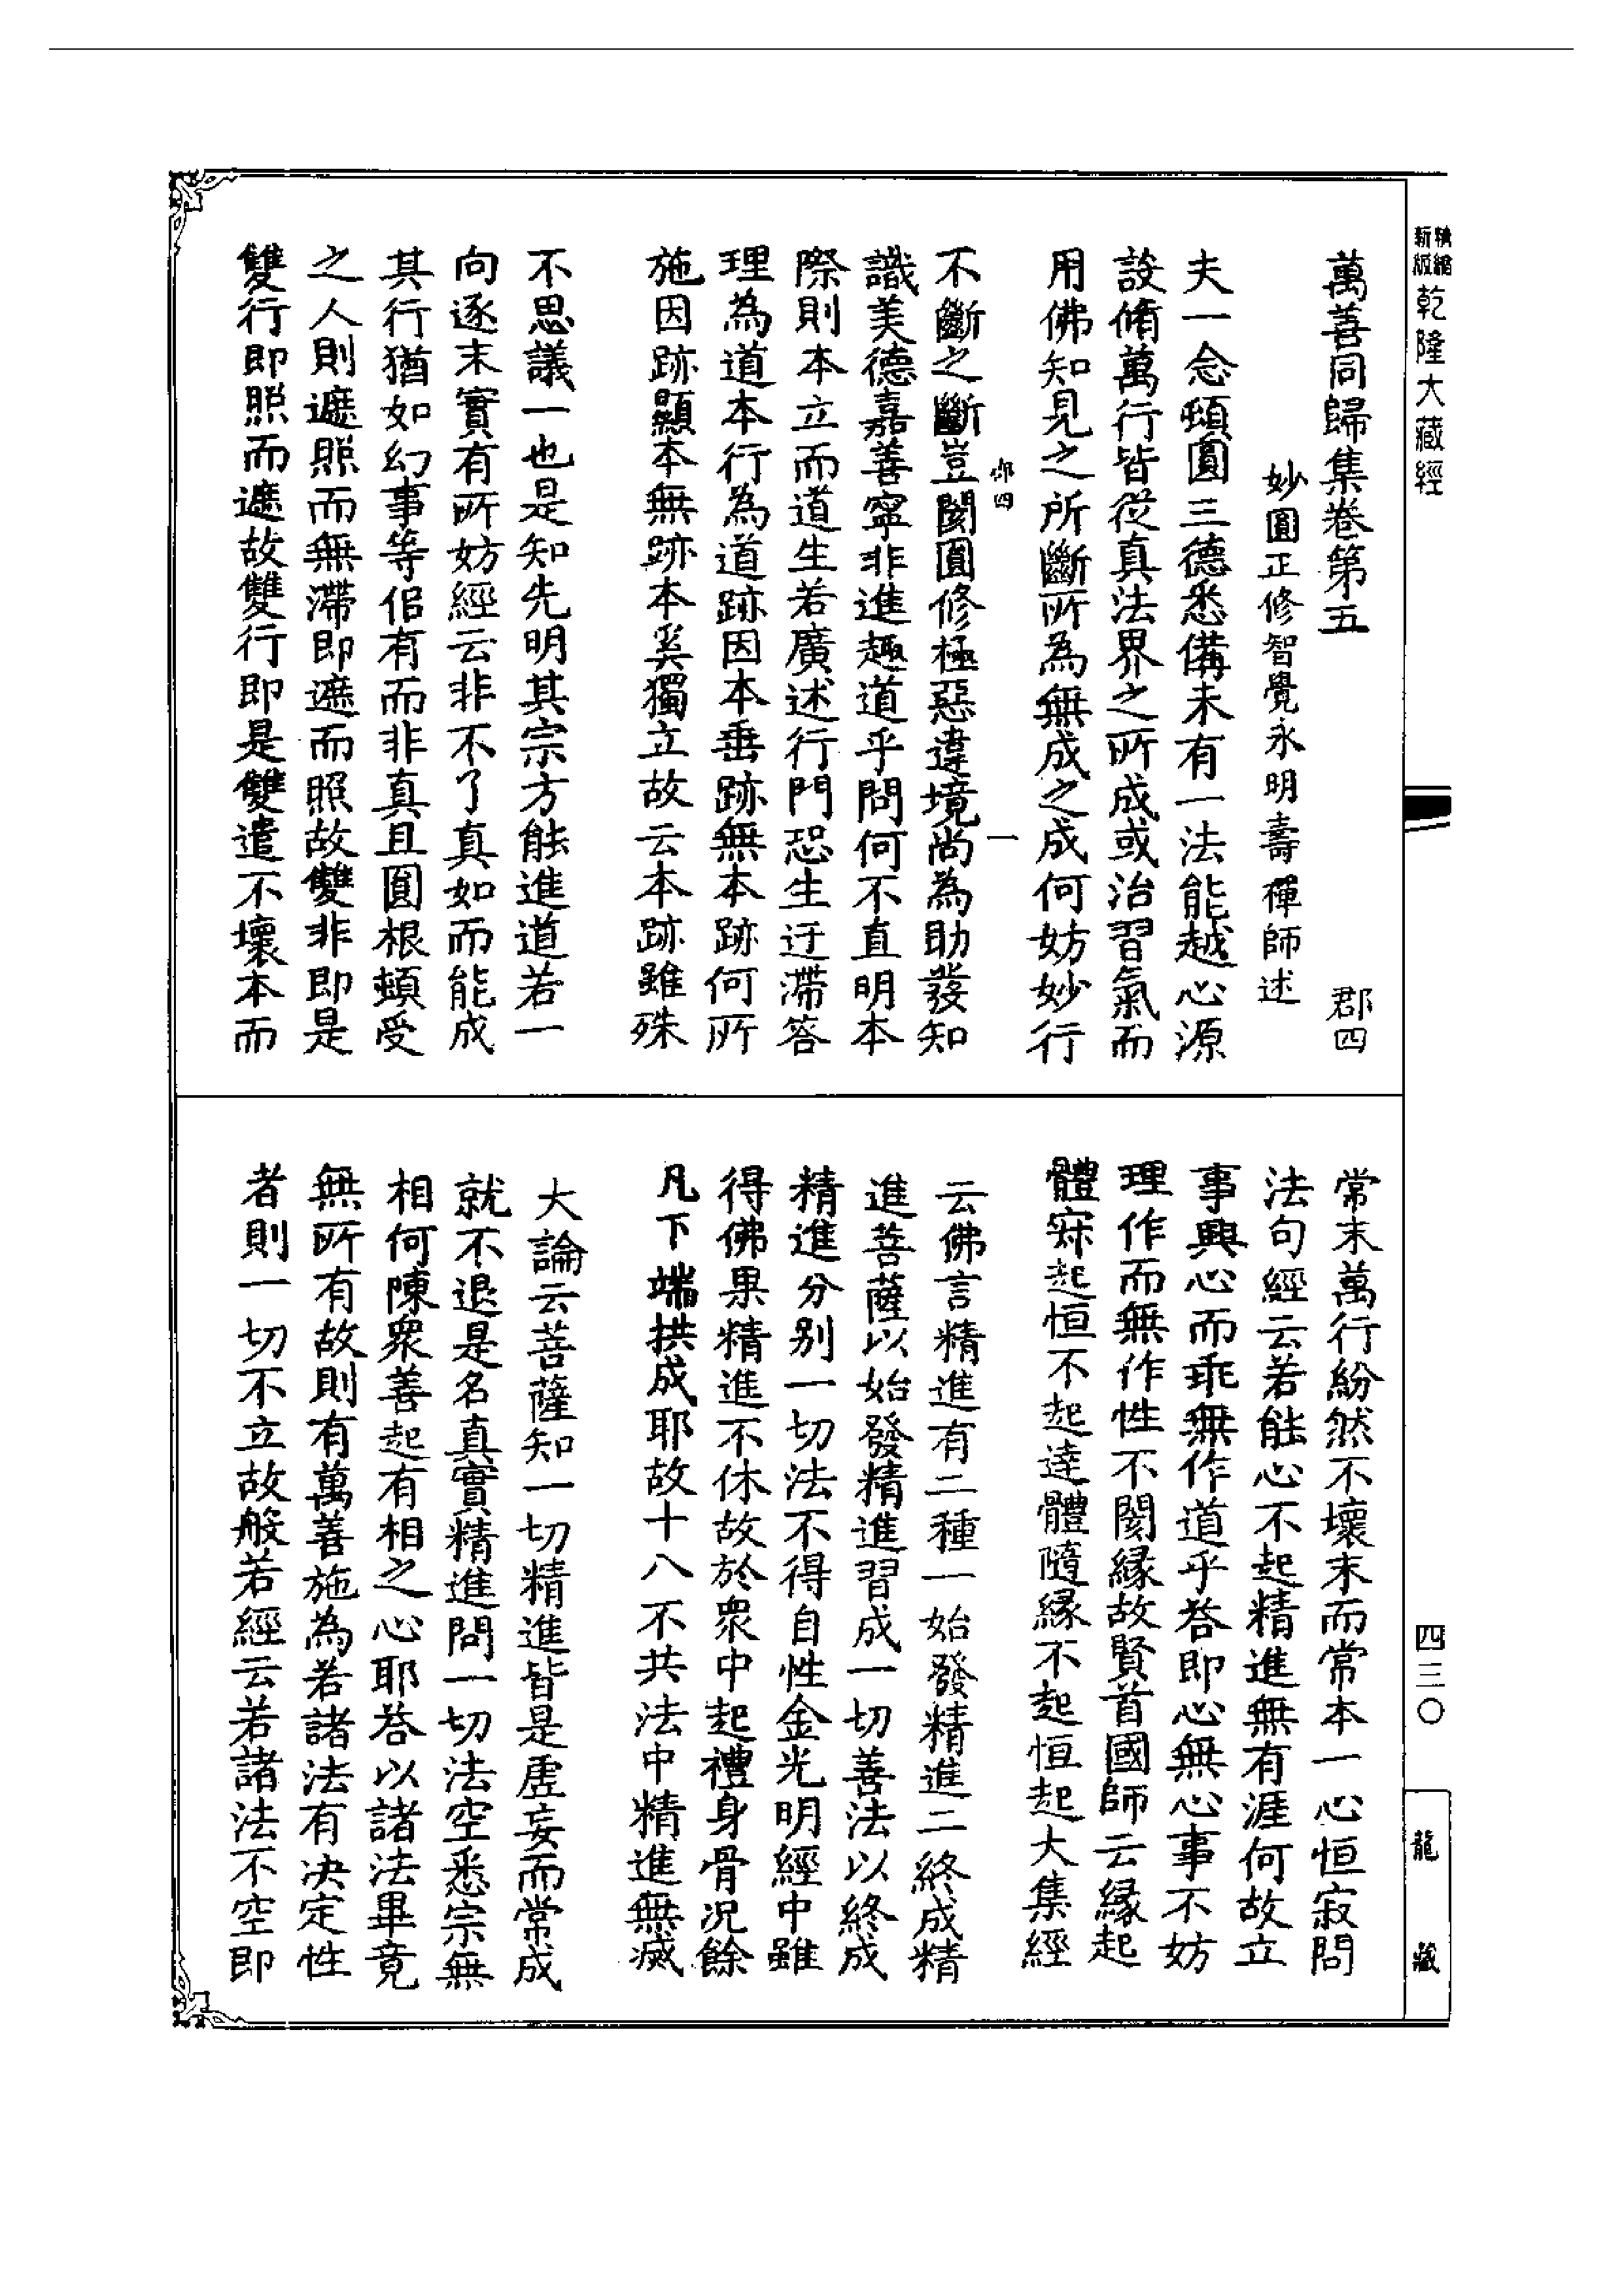 精縮
新版
乾隆大藏經
四三〇
龍藏
萬善同歸集卷第五 郡四
妙圓正修智覺永明壽禪師述
夫一念頓圓三德悉備未有一法能越心源
設脩萬行皆從真法界之所成或治習氣而
用佛知見之所斷所為無成之成何妨妙行
四 一
不斷之斷豈閡圓修極惡違境尚為助發知
識美德嘉善寧非進趣道乎問何不直明本
際則本立而道生若廣述行門恐生迂滯答
理為道本行為道跡因本垂跡無本跡何所
施因跡顯本無跡本奚獨立故云本跡雖殊
不思議一也是知先明其宗方能進道若一
向逐末實有所妨經云非不了真如而能成
其行猶如幻事等侣有而非真且圓根頓受
之人則遮照而無滯即遮而照故雙非即是
雙行即照而遮故雙行即是雙遣不壞本而
常末萬行紛然不壞末而常本一心恒寂問
法句經云若能心不起精進無有涯何故立
事興心而乖無作道乎答即心無心事不妨
理作而無作性不閡緣故賢首國師云緣起
體寂起恒不起達體隨緣不起恒起大集經
云佛言精進有二種一始發精進二終成精
進菩薩以始發精進習成一切善法以終成
精進分别一切法不得自性金光明經中雖
得佛果精進不休故於衆中起禮身骨况餘
凡下端拱成耶故十八不共法中精進無減
大論云菩薩知一切精進皆是虛妄而常成
就不退是名真實精進問一切法空悉宗無
相何陳衆善起有相之心耶答以諸法畢竟
無所有故則有萬善施為若諸法有决定性
者則一切不立故般若經云若諸法不空即